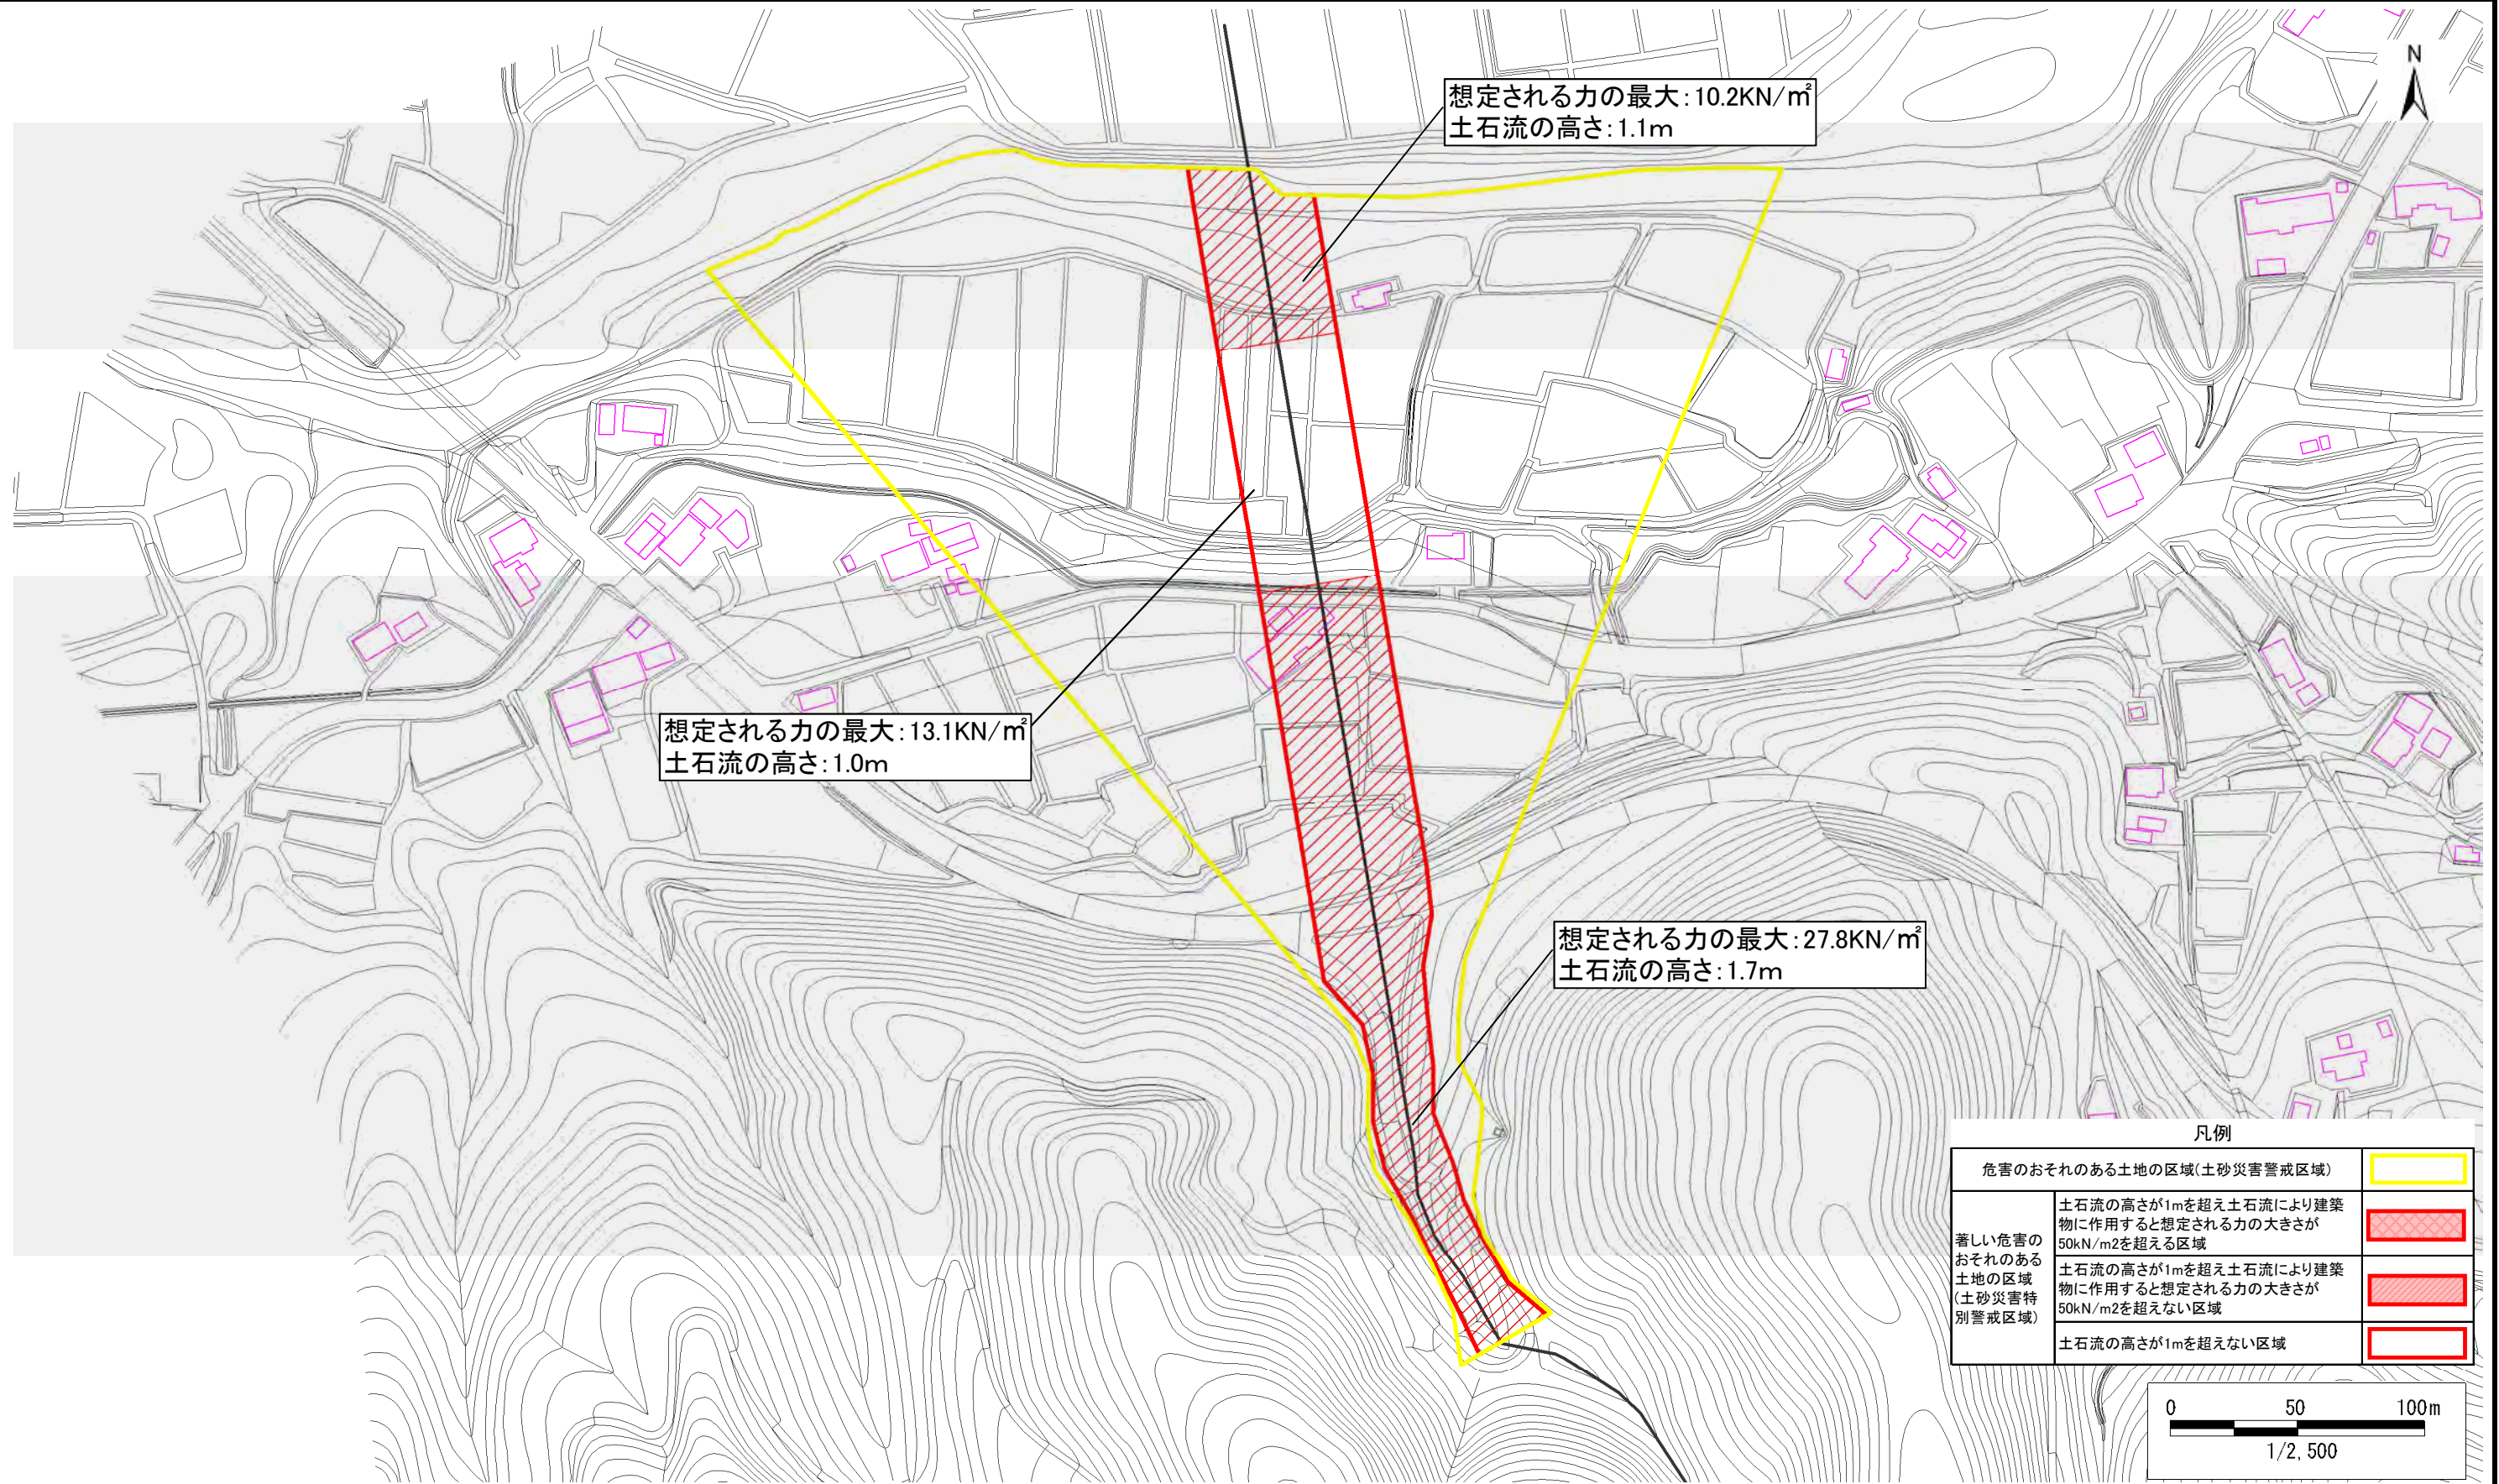 N
想定される力の最大:10.2KN/㎡
土石流の高さ:1.1m
想定される力の最大:13.1KN/㎡
土石流の高さ:1.0m
想定される力の最大:27.8KN/㎡
土石流の高さ:1.7m
凡例
危害のおそれのある土地の区域(土砂災害警戒区域)
著しい危害の
おそれのある
土地の区域
(土砂災害特
別警戒区域)
土石流の高さが1mを超え土石流により建築
物に作用すると想定される力の大きさが
50kN/m2を超える区域
土石流の高さが1mを超え土石流により建築
物に作用すると想定される力の大きさが
50kN/m2を超えない区域
土石流の高さが1mを超えない区域
0 50 100m
1/2,500